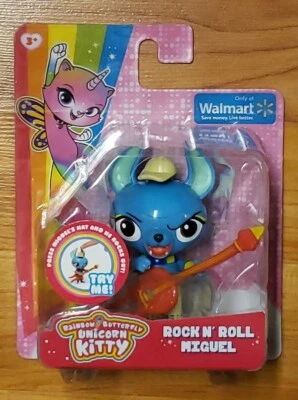 3+
Only at
Walmart
Save money. Live better.
PRESS MIGUEL'S HAT AND HE ROCKS OUT!
TRY
ME!
RAINBOW BUTTERFLY
UNICORN
KITTY
ROCK N' ROLL
MIGUEL